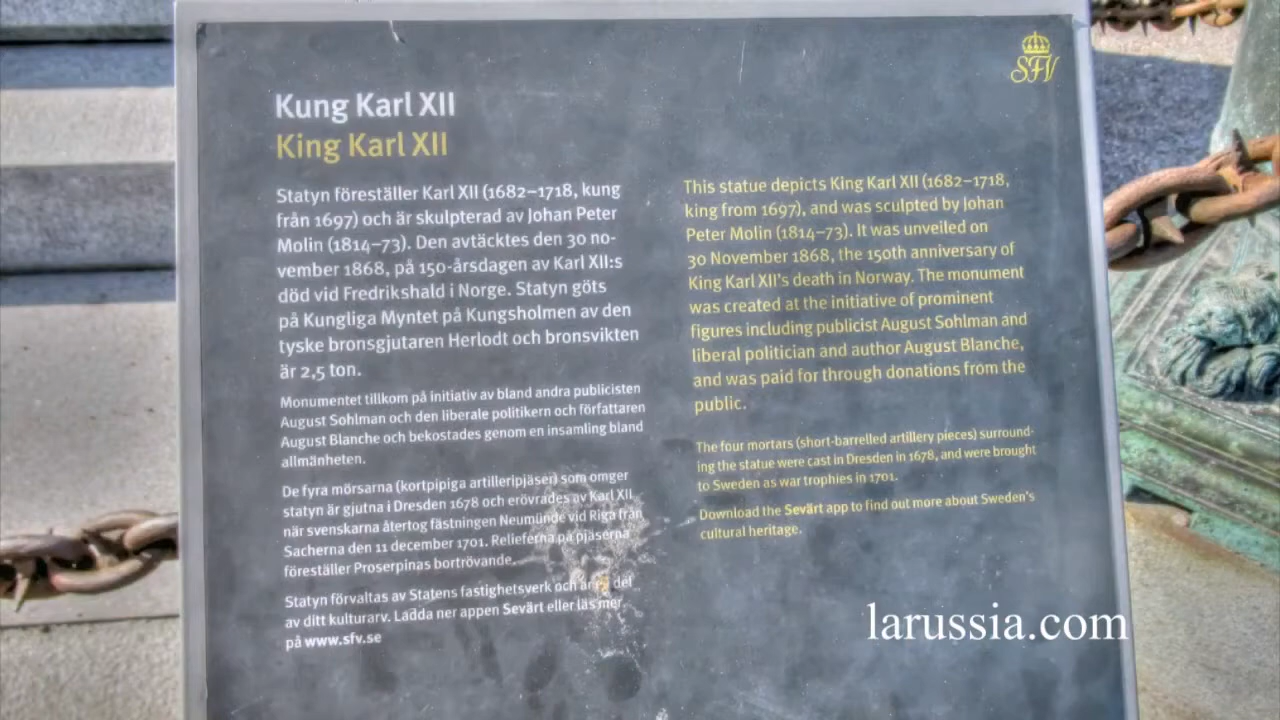 SFV
Kung Karl XII
King Karl XII
Statyn föreställer Karl XII (1682–1718, kung
från 1697) och är skulpterad av Johan Peter
Molin (1814–73). Den avtäcktes den 30 no-
vember 1868, på 150-årsdagen av Karl XII:s
död vid Fredrikshald i Norge. Statyn göts
på Kungliga Myntet på Kungsholmen av den
tyske bronsgjutaren Herlodt och bronsvikten
är 2,5 ton.
Monumentet tillkom på initiativ av bland andra publicisten
August Sohlman och den liberale politikern och författaren
August Blanche och bekostades genom en insamling bland
allmänheten.
De fyra mörsarna (kortpipiga artilleripjäser) som omger
statyn är gjutna i Dresden 1678 och erövrades av Karl XII
när svenskarna återtog fästningen Neumünde vid Riga från
Sacherna den 11 december 1701. Relieferna på pjäserna
föreställer Proserpinas bortrövande.
Statyn förvaltas av Statens fastighetsverk och är en del
av ditt kulturarv. Ladda ner appen Sevärt eller läs mer
på www.sfv.se
This statue depicts King Karl XII (1682–1718,
king from 1697), and was sculpted by Johan
Peter Molin (1814–73). It was unveiled on
30 November 1868, the 150th anniversary of
King Karl XII's death in Norway. The monument
was created at the initiative of prominent
figures including publicist August Sohlman and
liberal politician and author August Blanche,
and was paid for through donations from the
public.
The four mortars (short-barrelled artillery pieces) surround-
ing the statue were cast in Dresden in 1678, and were brought
to Sweden as war trophies in 1701.
Download the Sevärt app to find out more about Sweden's
cultural heritage.
larussia.com